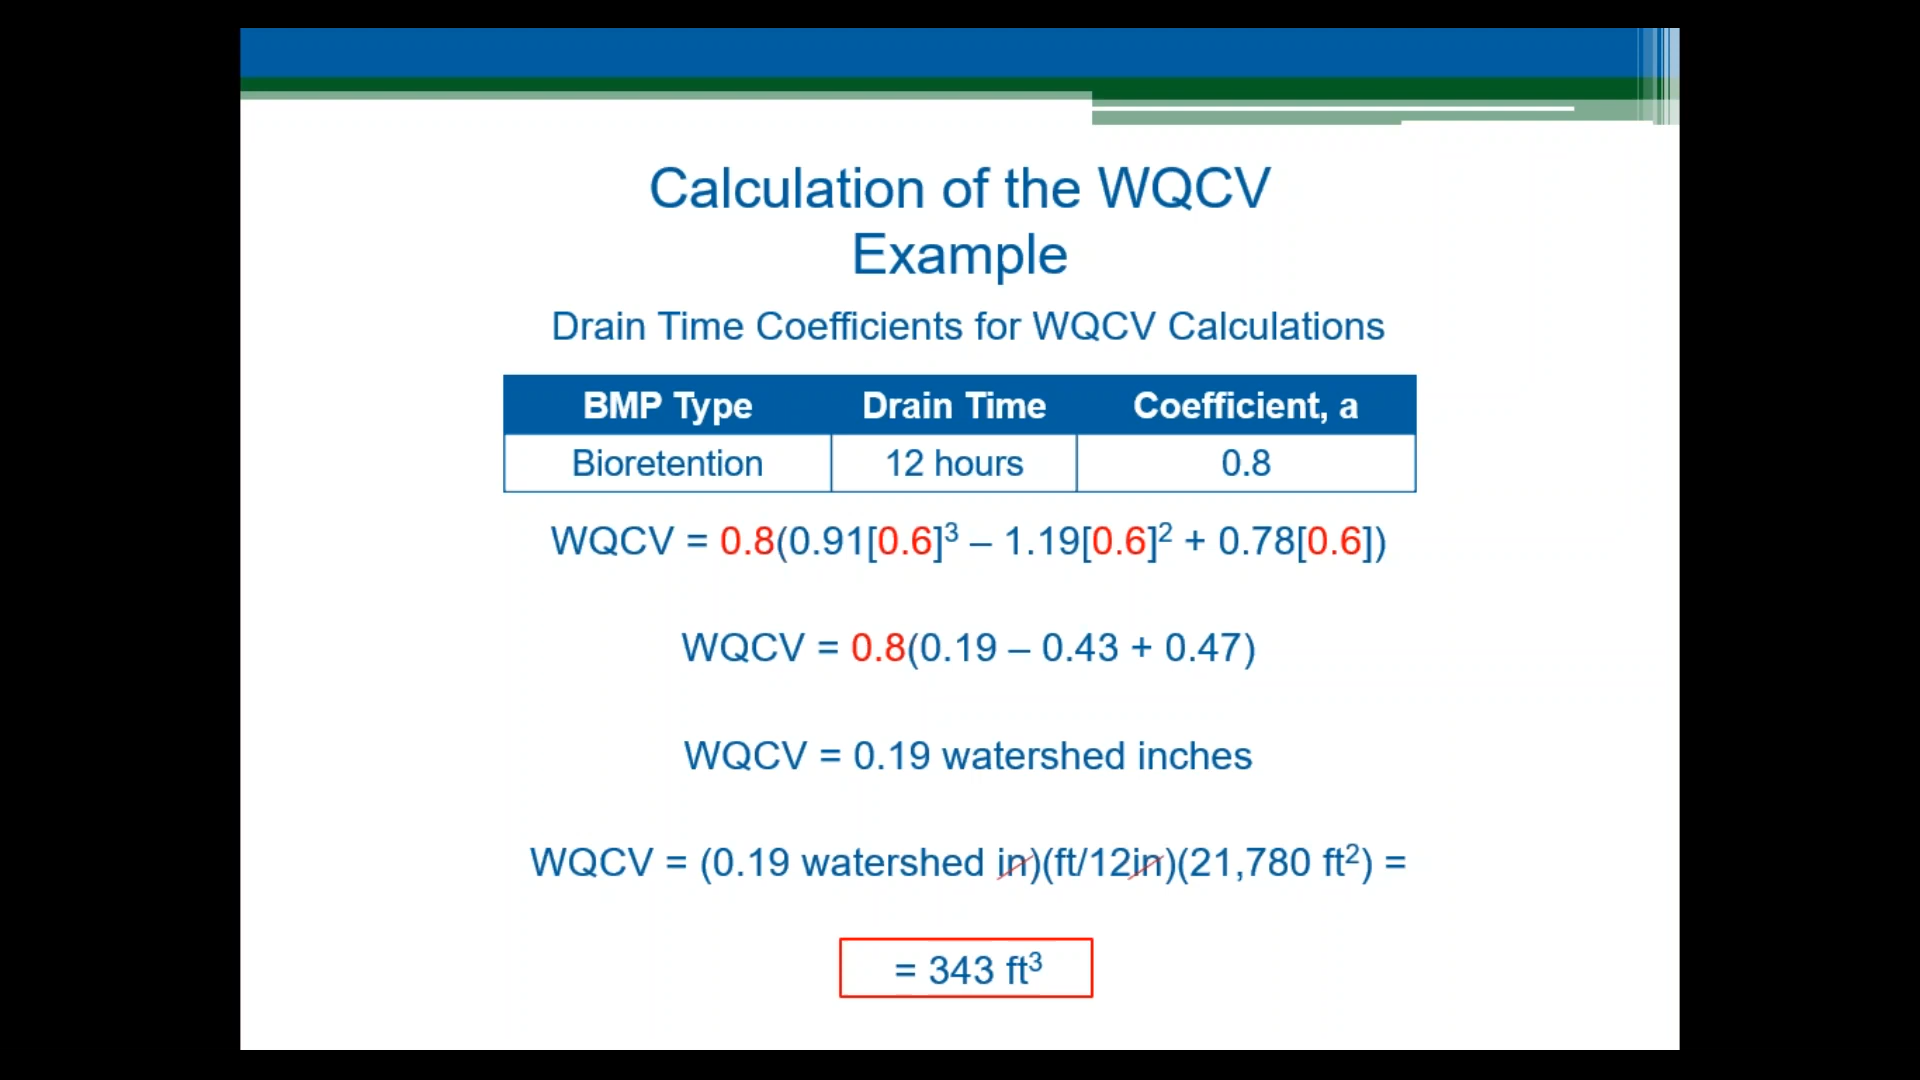 Calculation of the WQCV
Example
Drain Time Coefficients for WQCV Calculations
BMP Type Drain Time Coefficient, a
Bioretention 12 hours 0.8
WQCV = 0.8(0.91[0.6]³ – 1.19[0.6]² + 0.78[0.6])
WQCV = 0.8(0.19 – 0.43 + 0.47)
WQCV = 0.19 watershed inches
WQCV = (0.19 watershed in)(ft/12in)(21,780 ft²) =
= 343 ft³